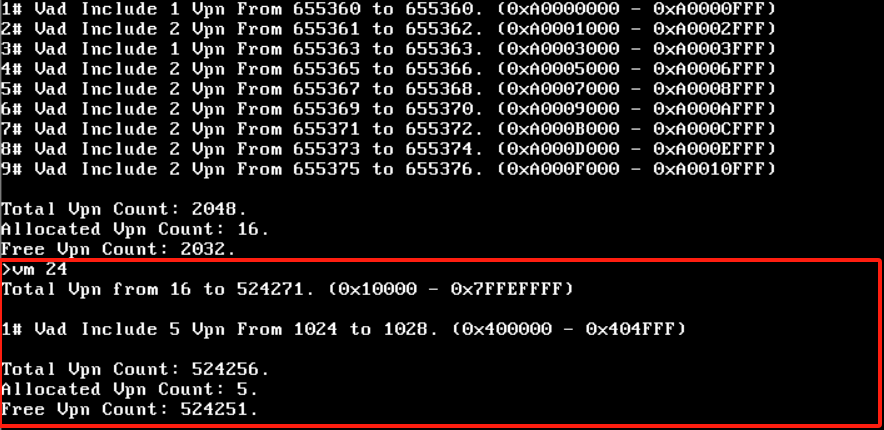 1# Vad Include 1 Vpn From 655360 to 655360. (0xA0000000 - 0xA0000FFF)
2# Vad Include 2 Vpn From 655361 to 655362. (0xA0001000 - 0xA0002FFF)
3# Vad Include 1 Vpn From 655363 to 655363. (0xA0003000 - 0xA0003FFF)
4# Vad Include 2 Vpn From 655365 to 655366. (0xA0005000 - 0xA0006FFF)
5# Vad Include 2 Vpn From 655367 to 655368. (0xA0007000 - 0xA0008FFF)
6# Vad Include 2 Vpn From 655369 to 655370. (0xA0009000 - 0xA000AFFF)
7# Vad Include 2 Vpn From 655371 to 655372. (0xA000B000 - 0xA000CFFF)
8# Vad Include 2 Vpn From 655373 to 655374. (0xA000D000 - 0xA000EFFF)
9# Vad Include 2 Vpn From 655375 to 655376. (0xA000F000 - 0xA0010FFF)
Total Vpn Count: 2048.
Allocated Vpn Count: 16.
Free Vpn Count: 2032.
>vm 24
Total Vpn from 16 to 524271. (0x10000 - 0x7FFEFFFF)
1# Vad Include 5 Vpn From 1024 to 1028. (0x400000 - 0x404FFF)
Total Vpn Count: 524256.
Allocated Vpn Count: 5.
Free Vpn Count: 524251.